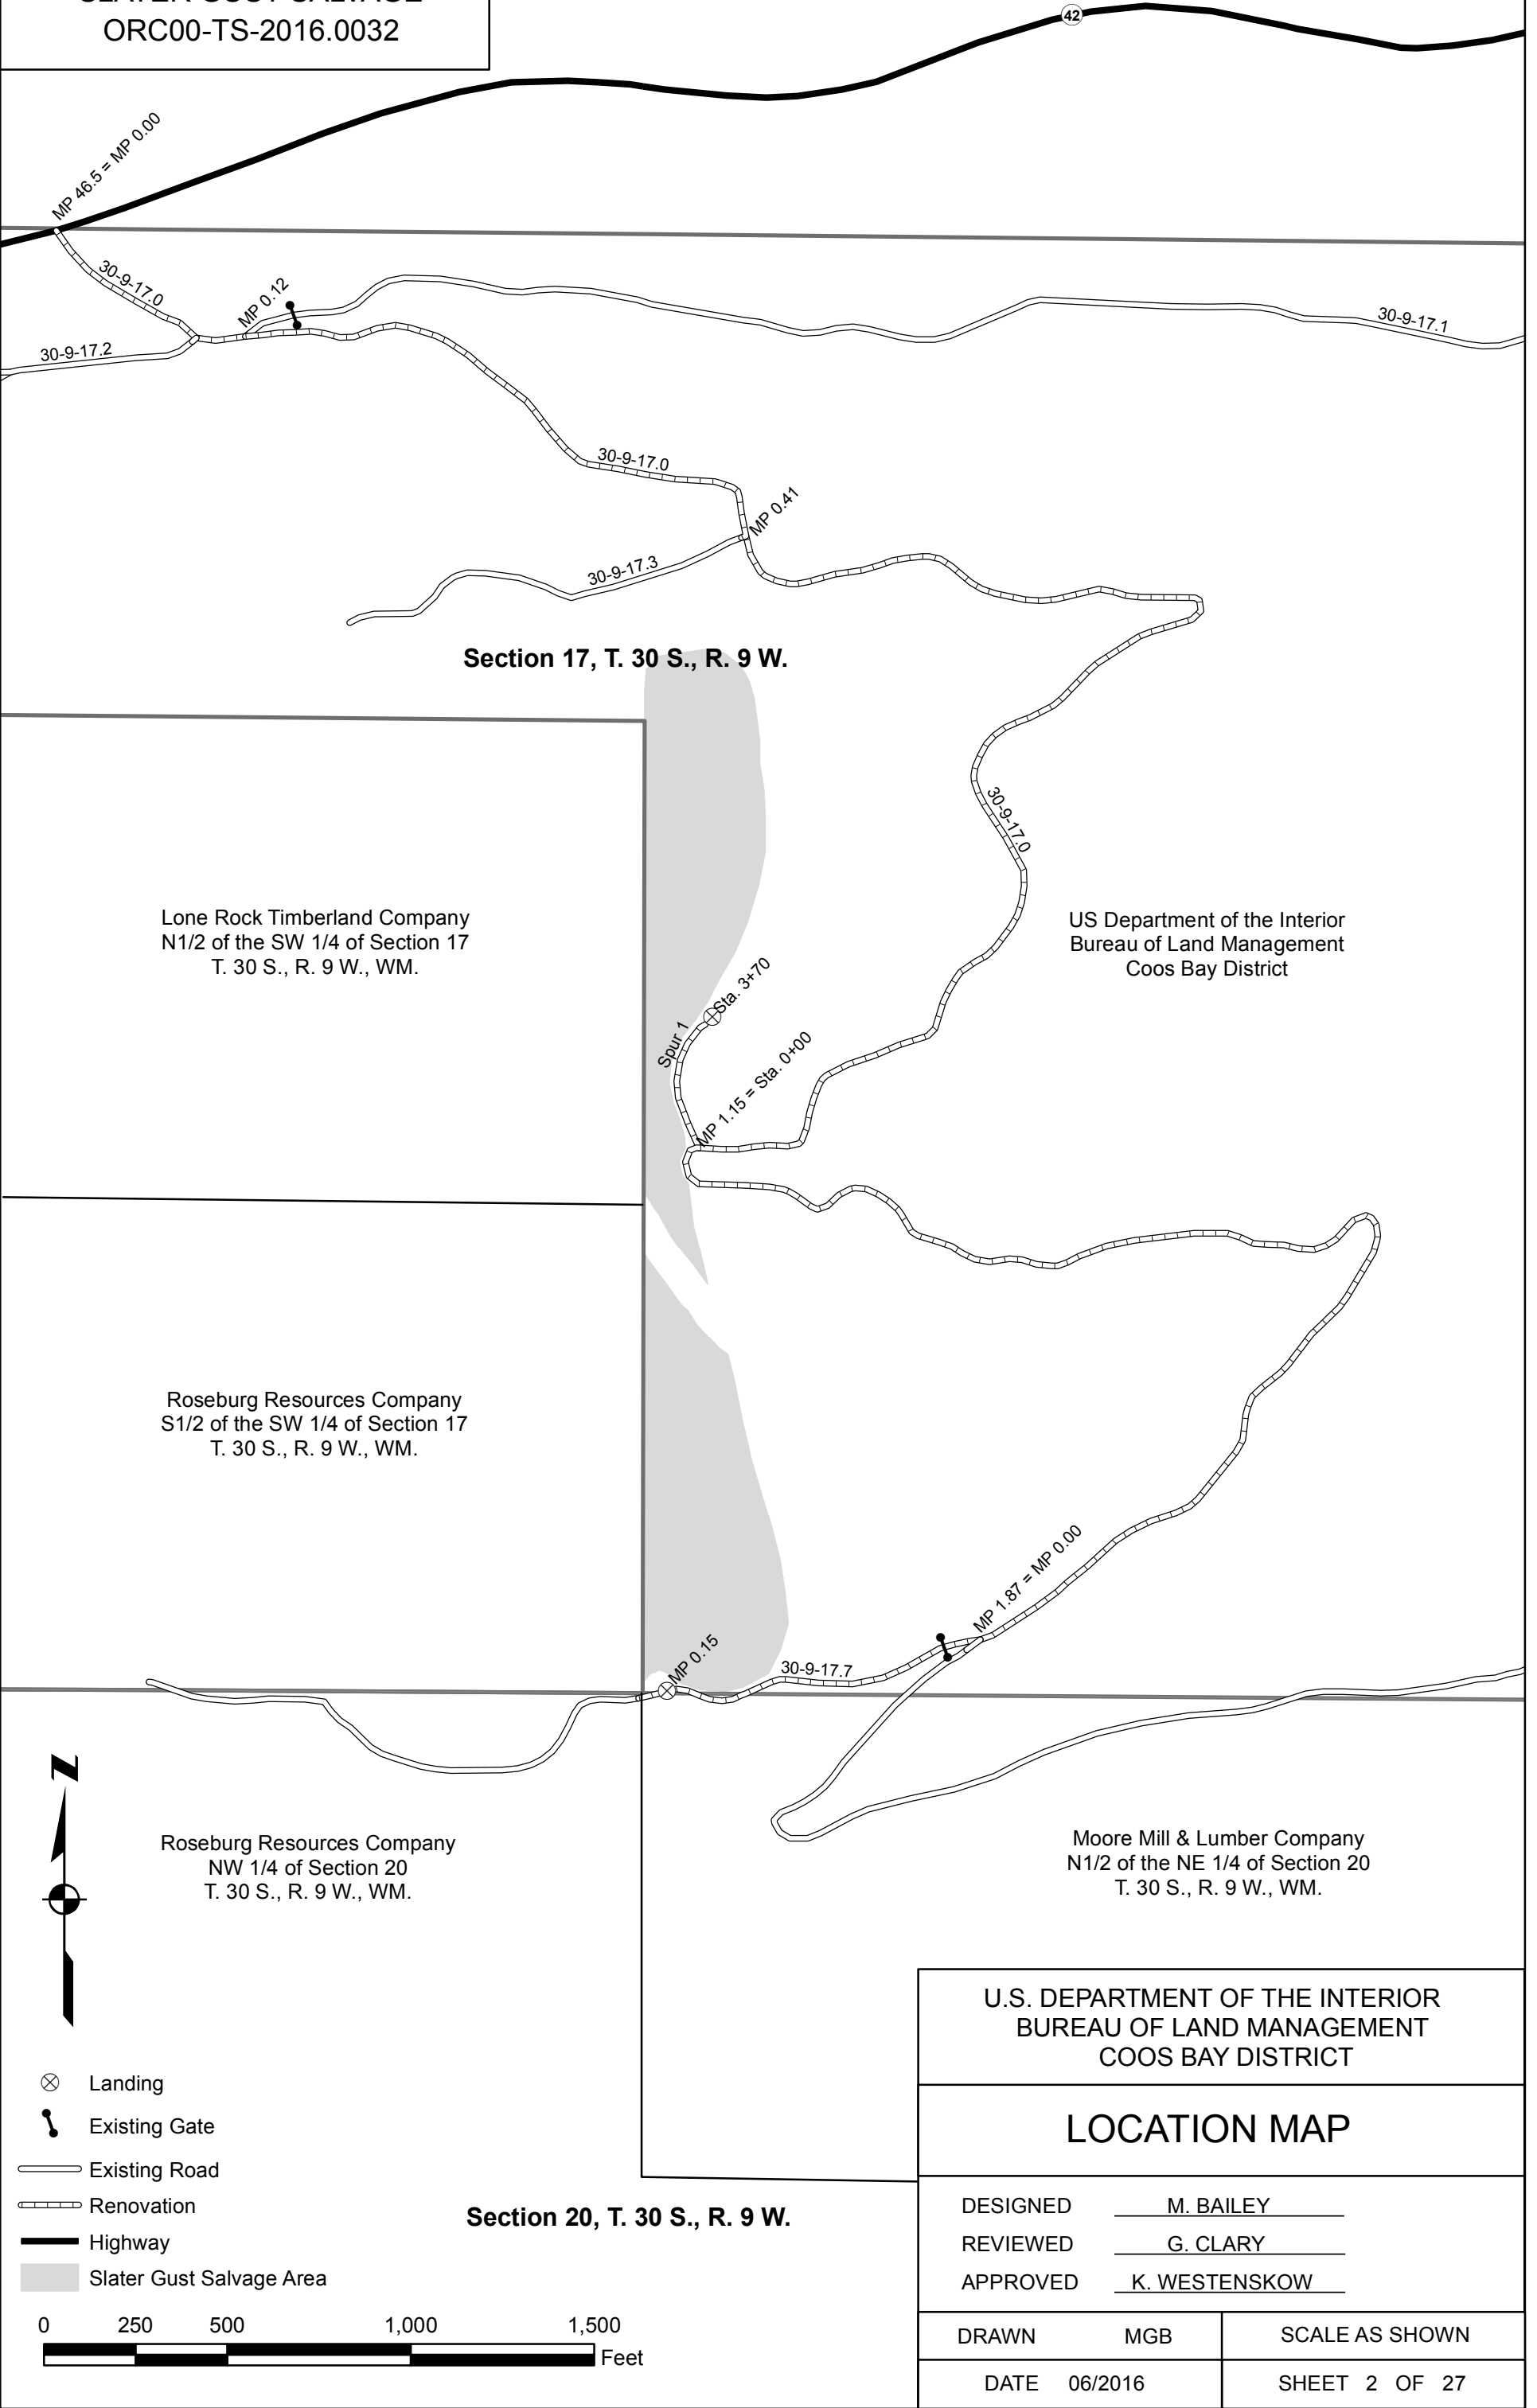 ORC00-TS-2016.0032
42
MP 46.5 = MP 0.00
30-9-17.0
MP 0.12
30-9-17.1
30-9-17.2
30-9-17.0
MP 0.41
30-9-17.3
Section 17, T. 30 S., R. 9 W.
30-9-17.0
Lone Rock Timberland Company
N1/2 of the SW 1/4 of Section 17
T. 30 S., R. 9 W., WM.
US Department of the Interior
Bureau of Land Management
Coos Bay District
Sta. 3+70
Spur 1
MP 1.15 = Sta. 0+00
Roseburg Resources Company
S1/2 of the SW 1/4 of Section 17
T. 30 S., R. 9 W., WM.
MP 1.87 = MP 0.00
MP 0.15
30-9-17.7
N
Roseburg Resources Company
NW 1/4 of Section 20
T. 30 S., R. 9 W., WM.
Moore Mill & Lumber Company
N1/2 of the NE 1/4 of Section 20
T. 30 S., R. 9 W., WM.
Landing
Existing Gate
Existing Road
Renovation
Highway
Slater Gust Salvage Area
0 250 500 1,000 1,500
Feet
Section 20, T. 30 S., R. 9 W.
U.S. DEPARTMENT OF THE INTERIOR
BUREAU OF LAND MANAGEMENT
COOS BAY DISTRICT
LOCATION MAP
DESIGNED M. BAILEY
REVIEWED G. CLARY
APPROVED K. WESTENSKOW
DRAWN MGB
SCALE AS SHOWN
DATE 06/2016
SHEET 2 OF 27